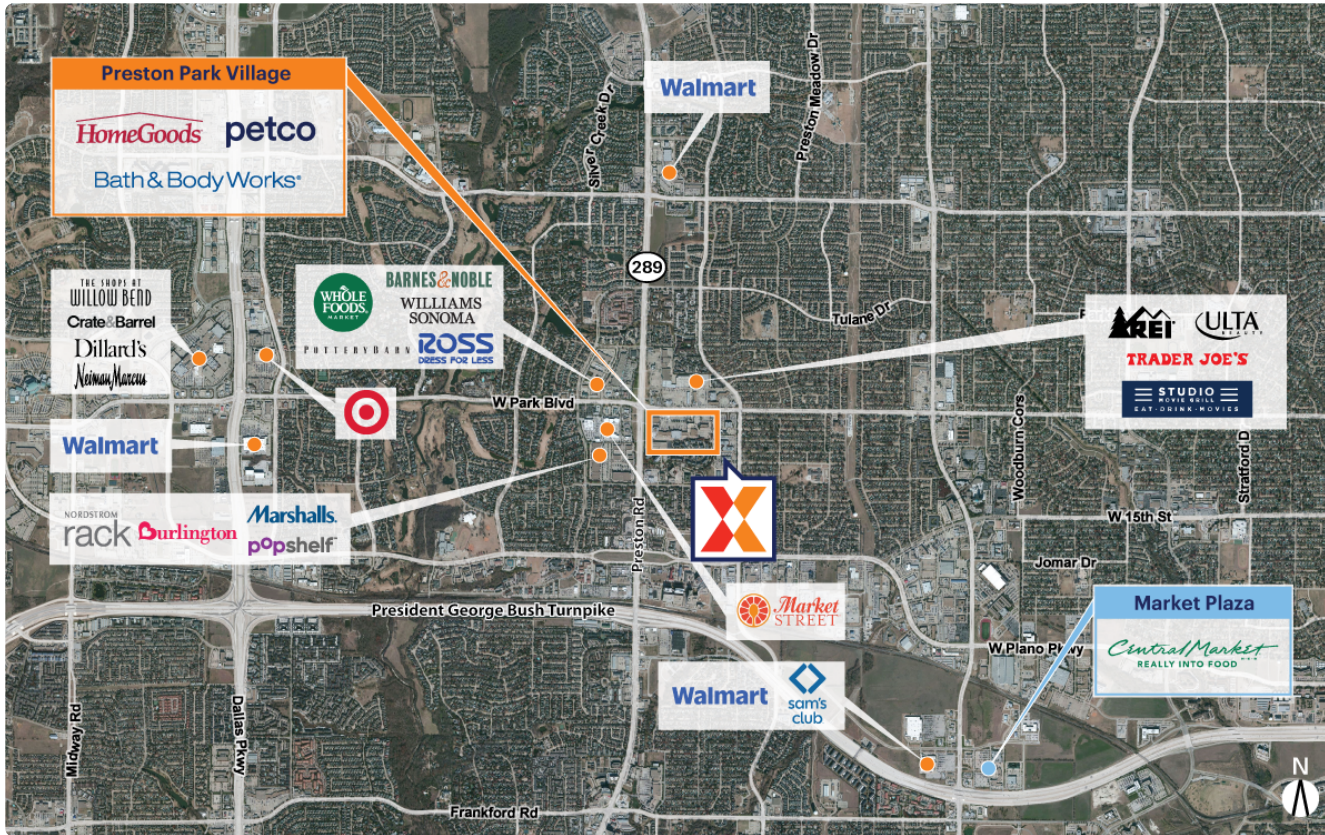 Preston Park Village
HomeGoods
petco
Bath & Body Works®
Walmart
Silver Creek Dr
Preston Meadow Dr
289
THE SHOPS AT
WILLOW BEND
Crate&Barrel
Dillard's
Neiman Marcus
WHOLE
FOODS
MARKET
BARNES&NOBLE
WILLIAMS
SONOMA
POTTERY BARN
ROSS
DRESS FOR LESS
Tulane Dr
REI
ULTA
BEAUTY
TRADER JOE'S
STUDIO
MOVIE GRILL
EAT·DRINK·MOVIES
W Park Blvd
Walmart
Woodburn Cors
Stratford D
NORDSTROM
rack
Burlington
Marshalls.
popshelf
Preston Rd
W 15th St
Jomar Dr
President George Bush Turnpike
Market
STREET
Market Plaza
Central Market
REALLY INTO FOOD
W Plano Pkwy
Walmart
sam's
club
Midway Rd
Dallas Pkwy
Frankford Rd
N